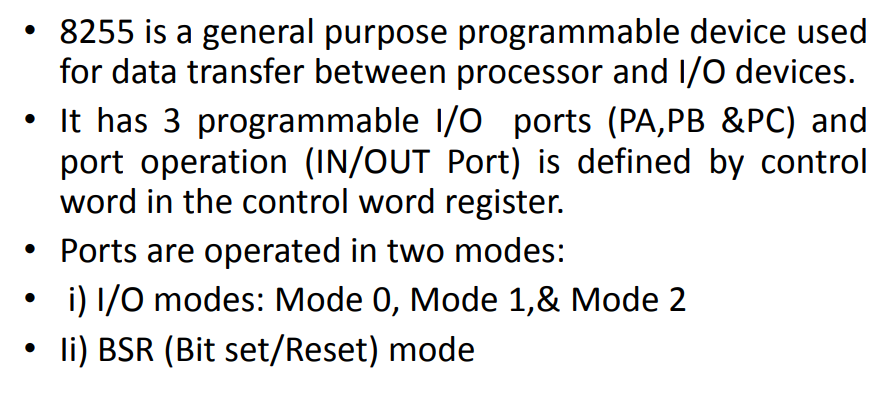 • 8255 is a general purpose programmable device used
for data transfer between processor and I/O devices.
• It has 3 programmable I/O ports (PA,PB &PC) and
port operation (IN/OUT Port) is defined by control
word in the control word register.
• Ports are operated in two modes:
• i) I/O modes: Mode 0, Mode 1,& Mode 2
• Ii) BSR (Bit set/Reset) mode